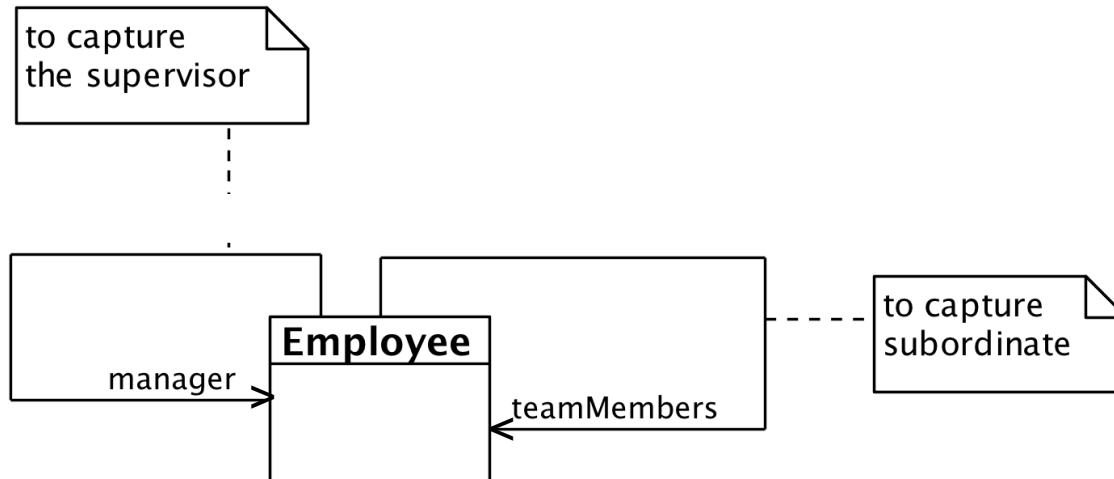 to capture
the supervisor
Employee
manager
teamMembers
to capture
subordinate